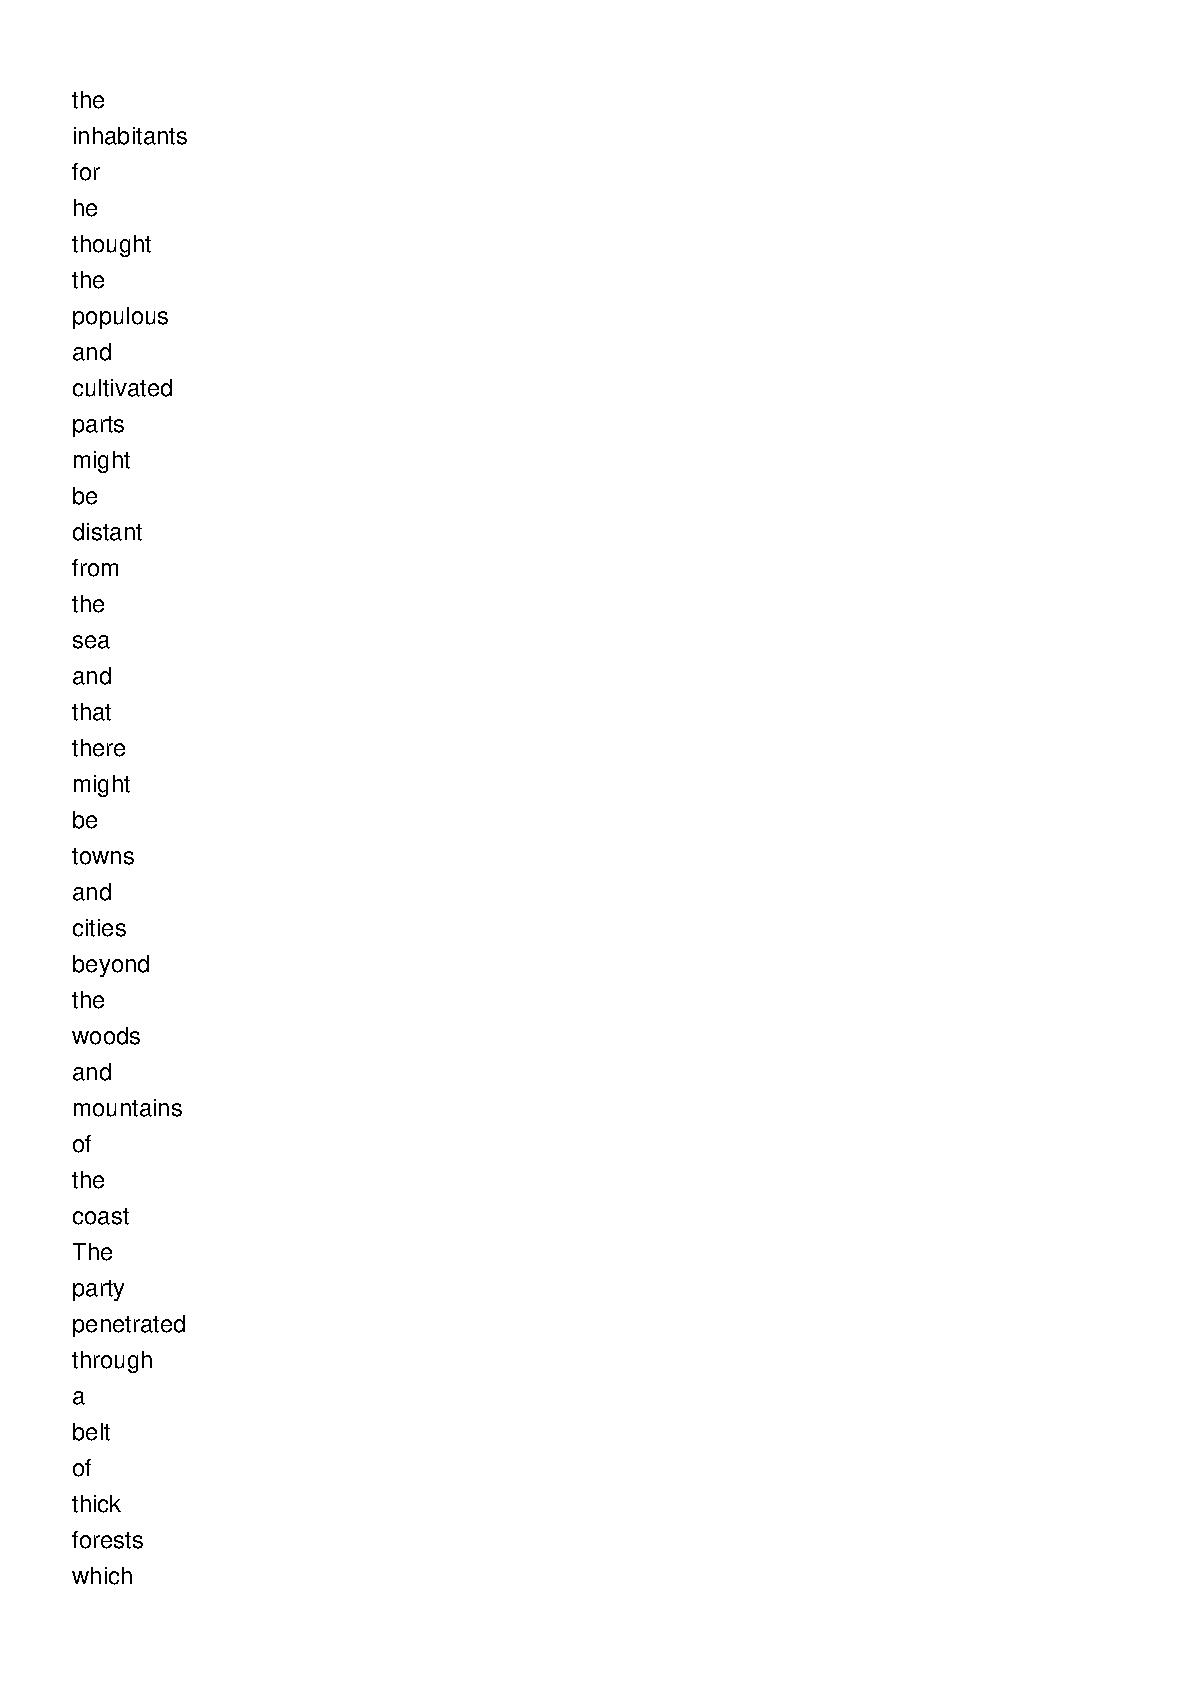 the
inhabitants
for
he
thought
the
populous
and
cultivated
parts
might
be
distant
from
the
sea
and
that
there
might
be
towns
and
cities
beyond
the
woods
and
mountains
of
the
coast
The
party
penetrated
through
a
belt
of
thick
forests
which